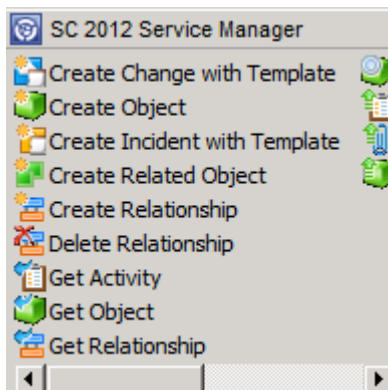 SC 2012 Service Manager
Create Change with Template
Create Object
Create Incident with Template
Create Related Object
Create Relationship
Delete Relationship
Get Activity
Get Object
Get Relationship